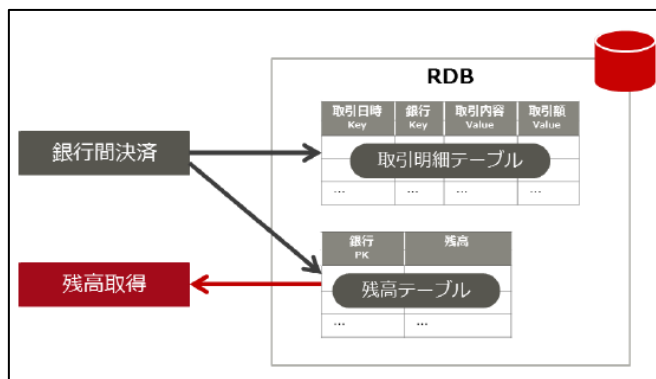 RDB
取引日時 銀行 取引内容 取引額
Key Key Value Value
銀行間決済
取引明細テーブル
… … … …
銀行 残高
PK
残高取得
残高テーブル
… …